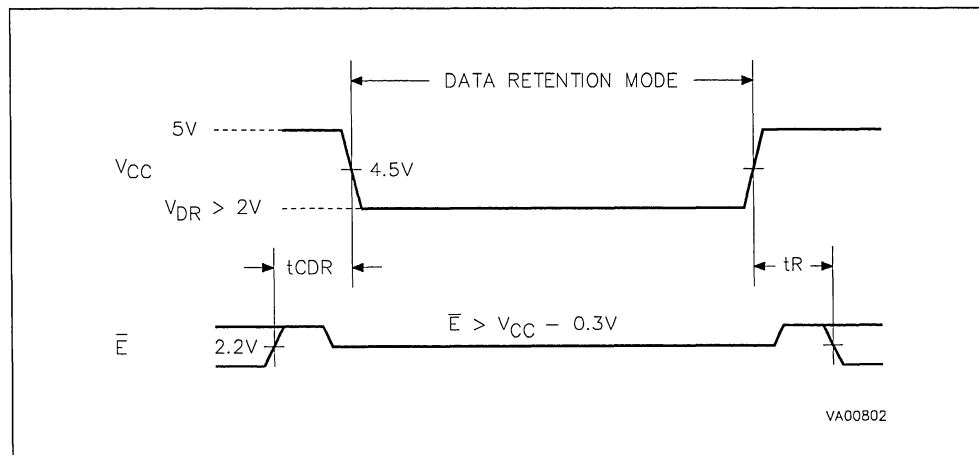 DATA RETENTION MODE
5V
VCC
4.5V
VDR > 2V
tCDR
tR
E̅ > VCC – 0.3V
E̅
2.2V
VA00802